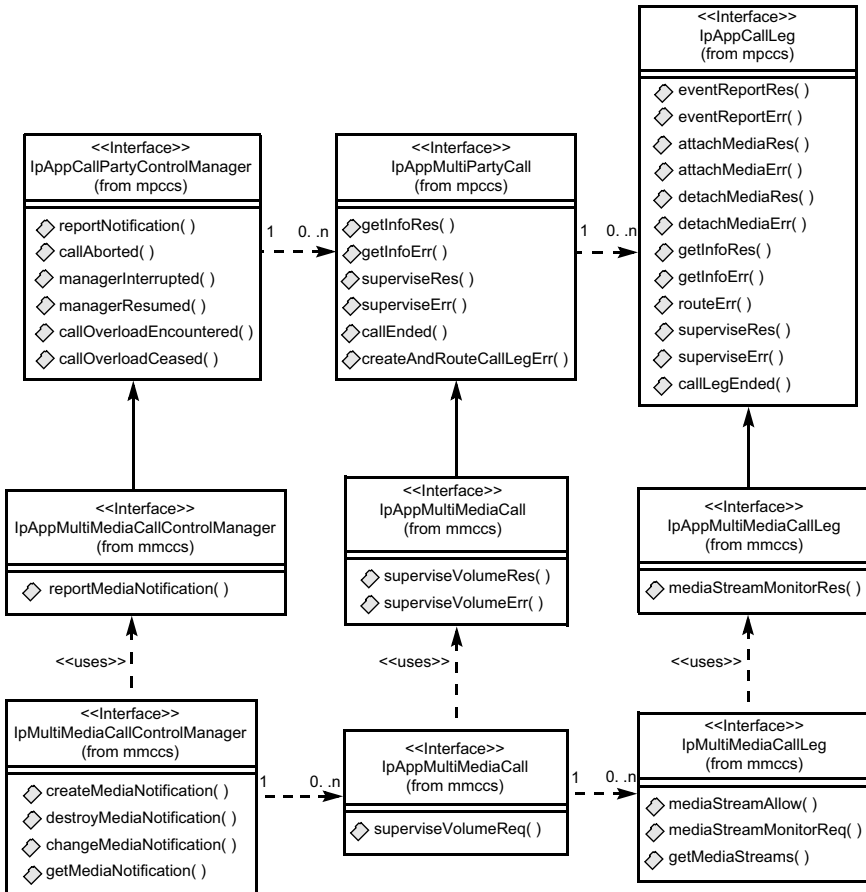 <<Interface>>
IpAppCallLeg
(from mpccs)
eventReportRes( )
eventReportErr( )
attachMediaRes( )
attachMediaErr( )
detachMediaRes( )
detachMediaErr( )
getInfoRes( )
getInfoErr( )
routeErr( )
superviseRes( )
superviseErr( )
callLegEnded( )
<<Interface>>
IpAppCallPartyControlManager
(from mpccs)
reportNotification( )
callAborted( )
managerInterrupted( )
managerResumed( )
callOverloadEncountered( )
callOverloadCeased( )
1 0. .n
<<Interface>>
IpAppMultiPartyCall
(from mpccs)
getInfoRes( )
getInfoErr( )
superviseRes( )
superviseErr( )
callEnded( )
createAndRouteCallLegErr( )
1 0. .n
<<Interface>>
IpAppMultiMediaCallControlManager
(from mmccs)
reportMediaNotification( )
<<Interface>>
IpAppMultiMediaCall
(from mmccs)
superviseVolumeRes( )
superviseVolumeErr( )
<<Interface>>
IpAppMultiMediaCallLeg
(from mmccs)
mediaStreamMonitorRes( )
<<uses>>
<<uses>>
<<uses>>
<<Interface>>
IpMultiMediaCallControlManager
(from mmccs)
createMediaNotification( )
destroyMediaNotification( )
changeMediaNotification( )
getMediaNotification( )
1 0. .n
<<Interface>>
IpAppMultiMediaCall
(from mmccs)
superviseVolumeReq( )
1 0. .n
<<Interface>>
IpMultiMediaCallLeg
(from mmccs)
mediaStreamAllow( )
mediaStreamMonitorReq( )
getMediaStreams( )